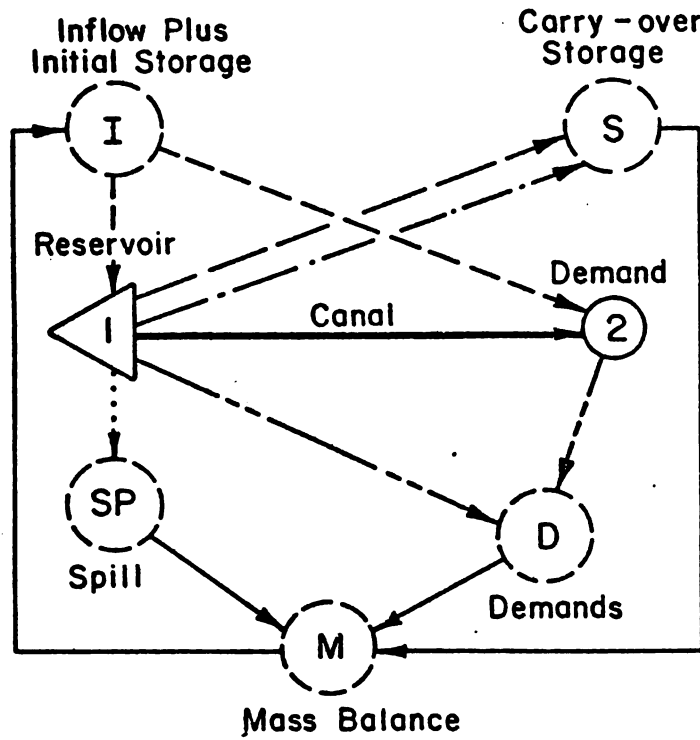 Inflow Plus
Initial Storage
Carry-over
Storage
I
S
Reservoir
Demand
1
Canal
2
SP
D
Spill
Demands
M
Mass Balance